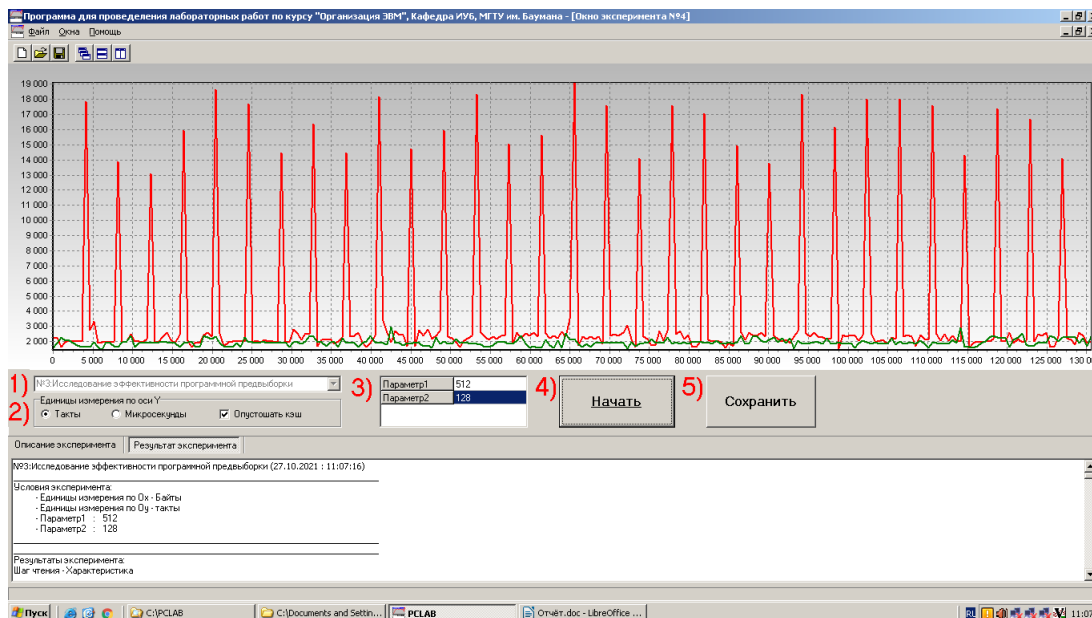 Программа для проведеления лабораторных работ по курсу "Организация ЭВМ", Кафедра ИУ6, МГТУ им. Баумана - [Окно эксперимента №4]
Файл Окна Помощь
19 000
18 000
17 000
16 000
15 000
14 000
13 000
12 000
11 000
10 000
9 000
8 000
7 000
6 000
5 000
4 000
3 000
2 000
0 5 000 10 000 15 000 20 000 25 000 30 000 35 000 40 000 45 000 50 000 55 000 60 000 65 000 70 000 75 000 80 000 85 000 90 000 95 000 100 000 105 000 110 000 115 000 120 000 125 000 130 0
1) №3:Исследование эффективности программной предвыборки
2) Единицы измерения по оси Y
Такты Микросекунды Опустошать кэш
3) Параметр1 512
Параметр2 128
4) Начать
5) Сохранить
Описание эксперимента Результат эксперимента
№3:Исследование эффективности программной предвыборки (27.10.2021 : 11:07:16)
Условия эксперимента:
- Единицы измерения по Ox - Байты
- Единицы измерения по Oy - такты
- Параметр1 : 512
- Параметр2 : 128
Результаты эксперимента:
Шаг чтения - Характеристика
Пуск C:\PCLAB C:\Documents and Settin... PCLAB Отчёт.doc - LibreOffice ... RU 11:07